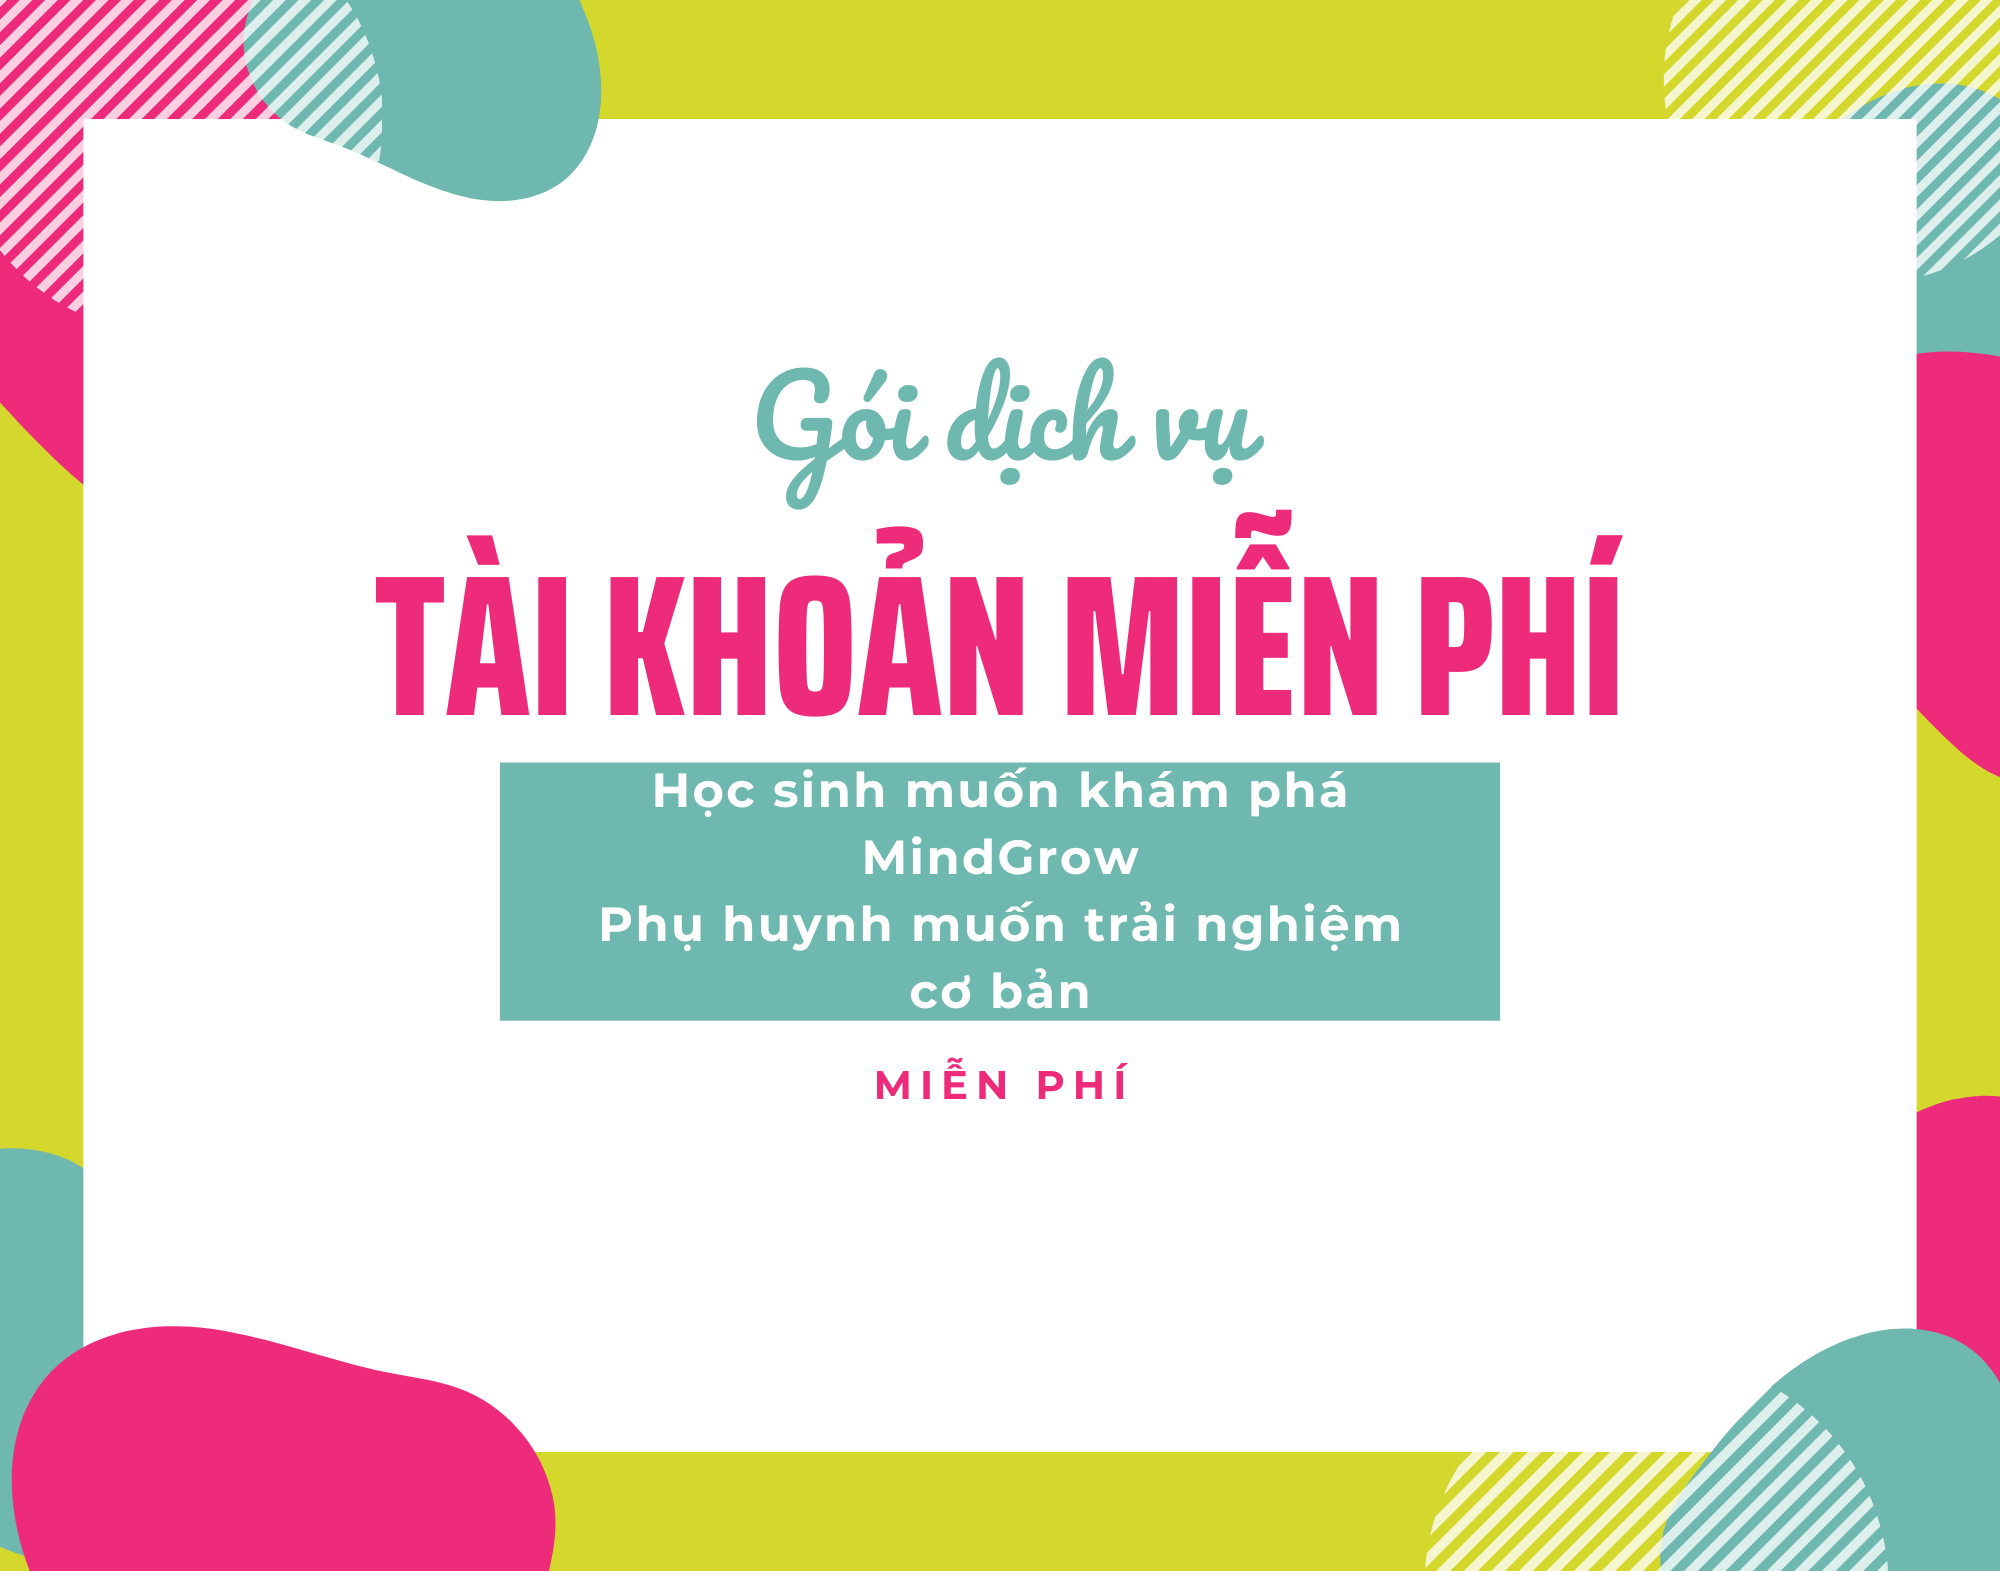 Gói dịch vụ
TÀI KHOẢN MIỄN PHÍ
Học sinh muốn khám phá
MindGrow
Phụ huynh muốn trải nghiệm
cơ bản
MIỄN PHÍ